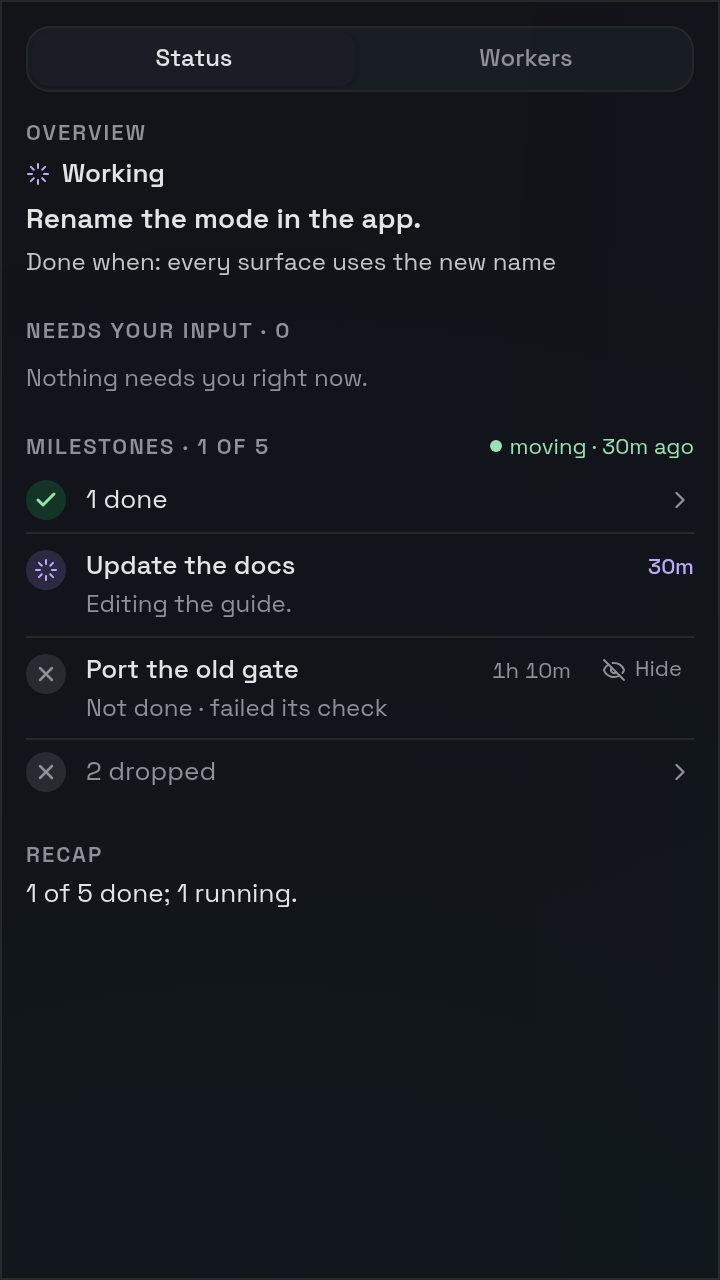 Status
Workers
OVERVIEW
Working
Rename the mode in the app.
Done when: every surface uses the new name
NEEDS YOUR INPUT · 0
Nothing needs you right now.
MILESTONES · 1 OF 5
moving · 30m ago
1 done
Update the docs
30m
Editing the guide.
Port the old gate
1h 10m
Hide
Not done · failed its check
2 dropped
RECAP
1 of 5 done; 1 running.